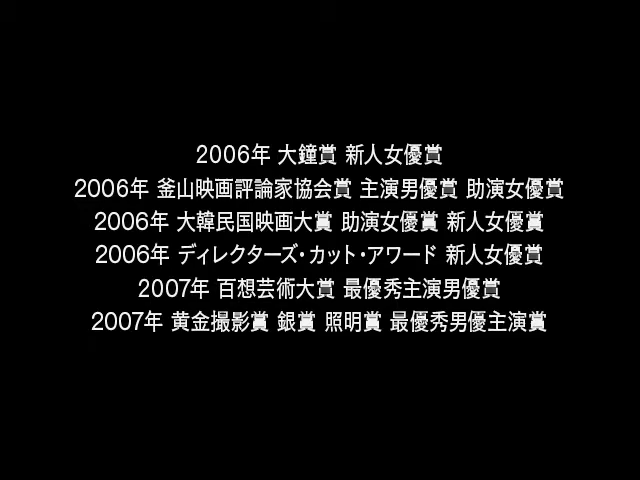 2006年 大鐘賞 新人女優賞
2006年 釜山映画評論家協会賞 主演男優賞 助演女優賞
2006年 大韓民国映画大賞 助演女優賞 新人女優賞
2006年 ディレクターズ・カット・アワード 新人女優賞
2007年 百想芸術大賞 最優秀主演男優賞
2007年 黄金撮影賞 銀賞 照明賞 最優秀男優主演賞